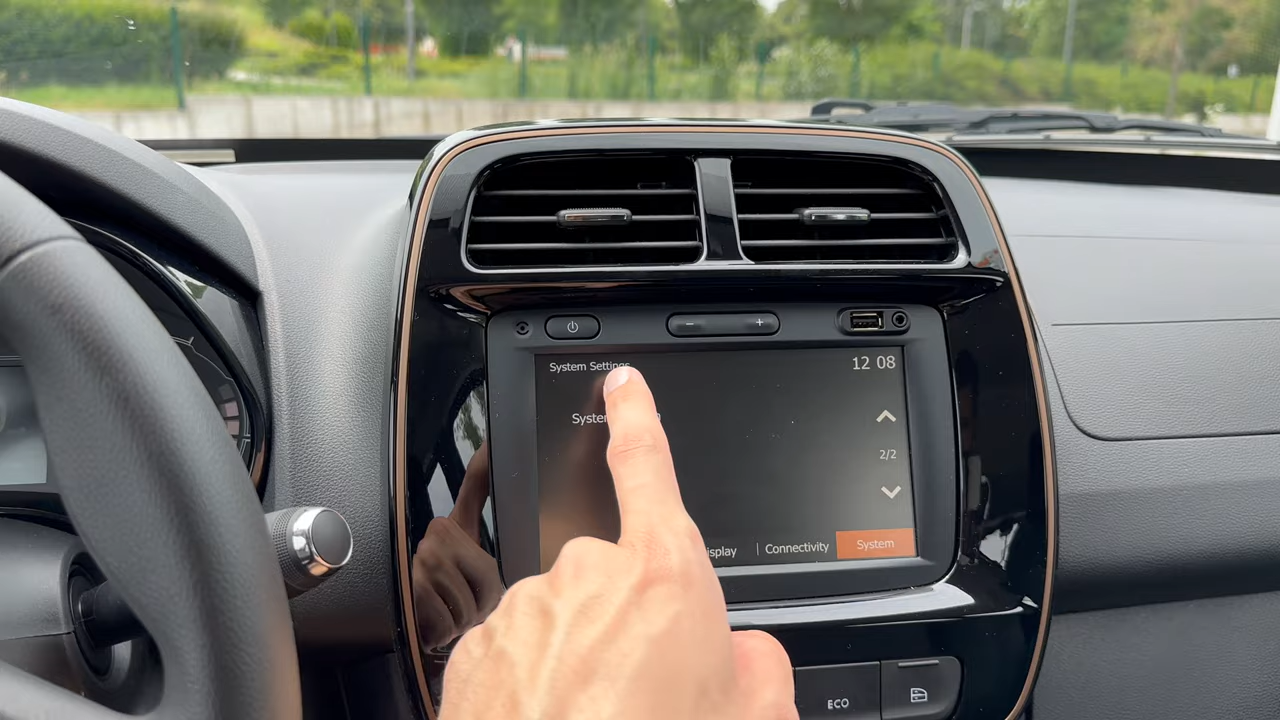 System Settings
12 08
2/2
Connectivity
System
ECO